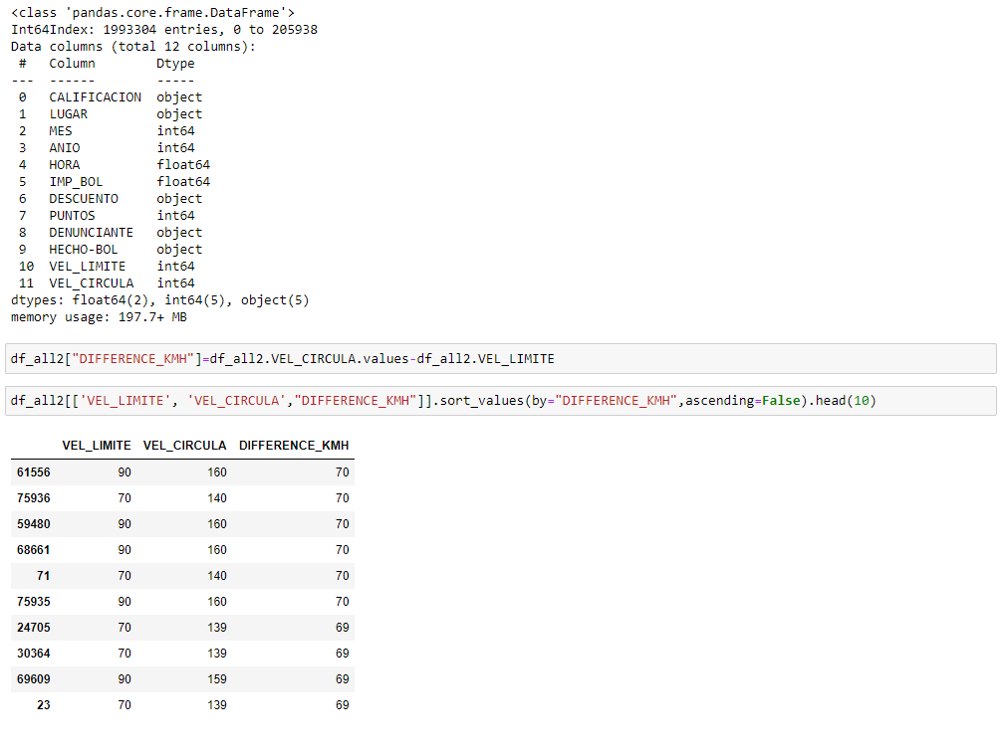 <class 'pandas.core.frame.DataFrame'>
Int64Index: 1993304 entries, 0 to 205938
Data columns (total 12 columns):
 #   Column        Dtype
---  ------        -----
 0   CALIFICACION  object
 1   LUGAR         object
 2   MES           int64
 3   ANIO          int64
 4   HORA          float64
 5   IMP_BOL       float64
 6   DESCUENTO     object
 7   PUNTOS        int64
 8   DENUNCIANTE   object
 9   HECHO-BOL     object
 10  VEL_LIMITE    int64
 11  VEL_CIRCULA   int64
dtypes: float64(2), int64(5), object(5)
memory usage: 197.7+ MB
df_all2["DIFFERENCE_KMH"]=df_all2.VEL_CIRCULA.values-df_all2.VEL_LIMITE
df_all2[['VEL_LIMITE', 'VEL_CIRCULA',"DIFFERENCE_KMH"]].sort_values(by="DIFFERENCE_KMH",ascending=False).head(10)
VEL_LIMITE VEL_CIRCULA DIFFERENCE_KMH
61556 90 160 70
75936 70 140 70
59480 90 160 70
68661 90 160 70
71 70 140 70
75935 90 160 70
24705 70 139 69
30364 70 139 69
69609 90 159 69
23 70 139 69